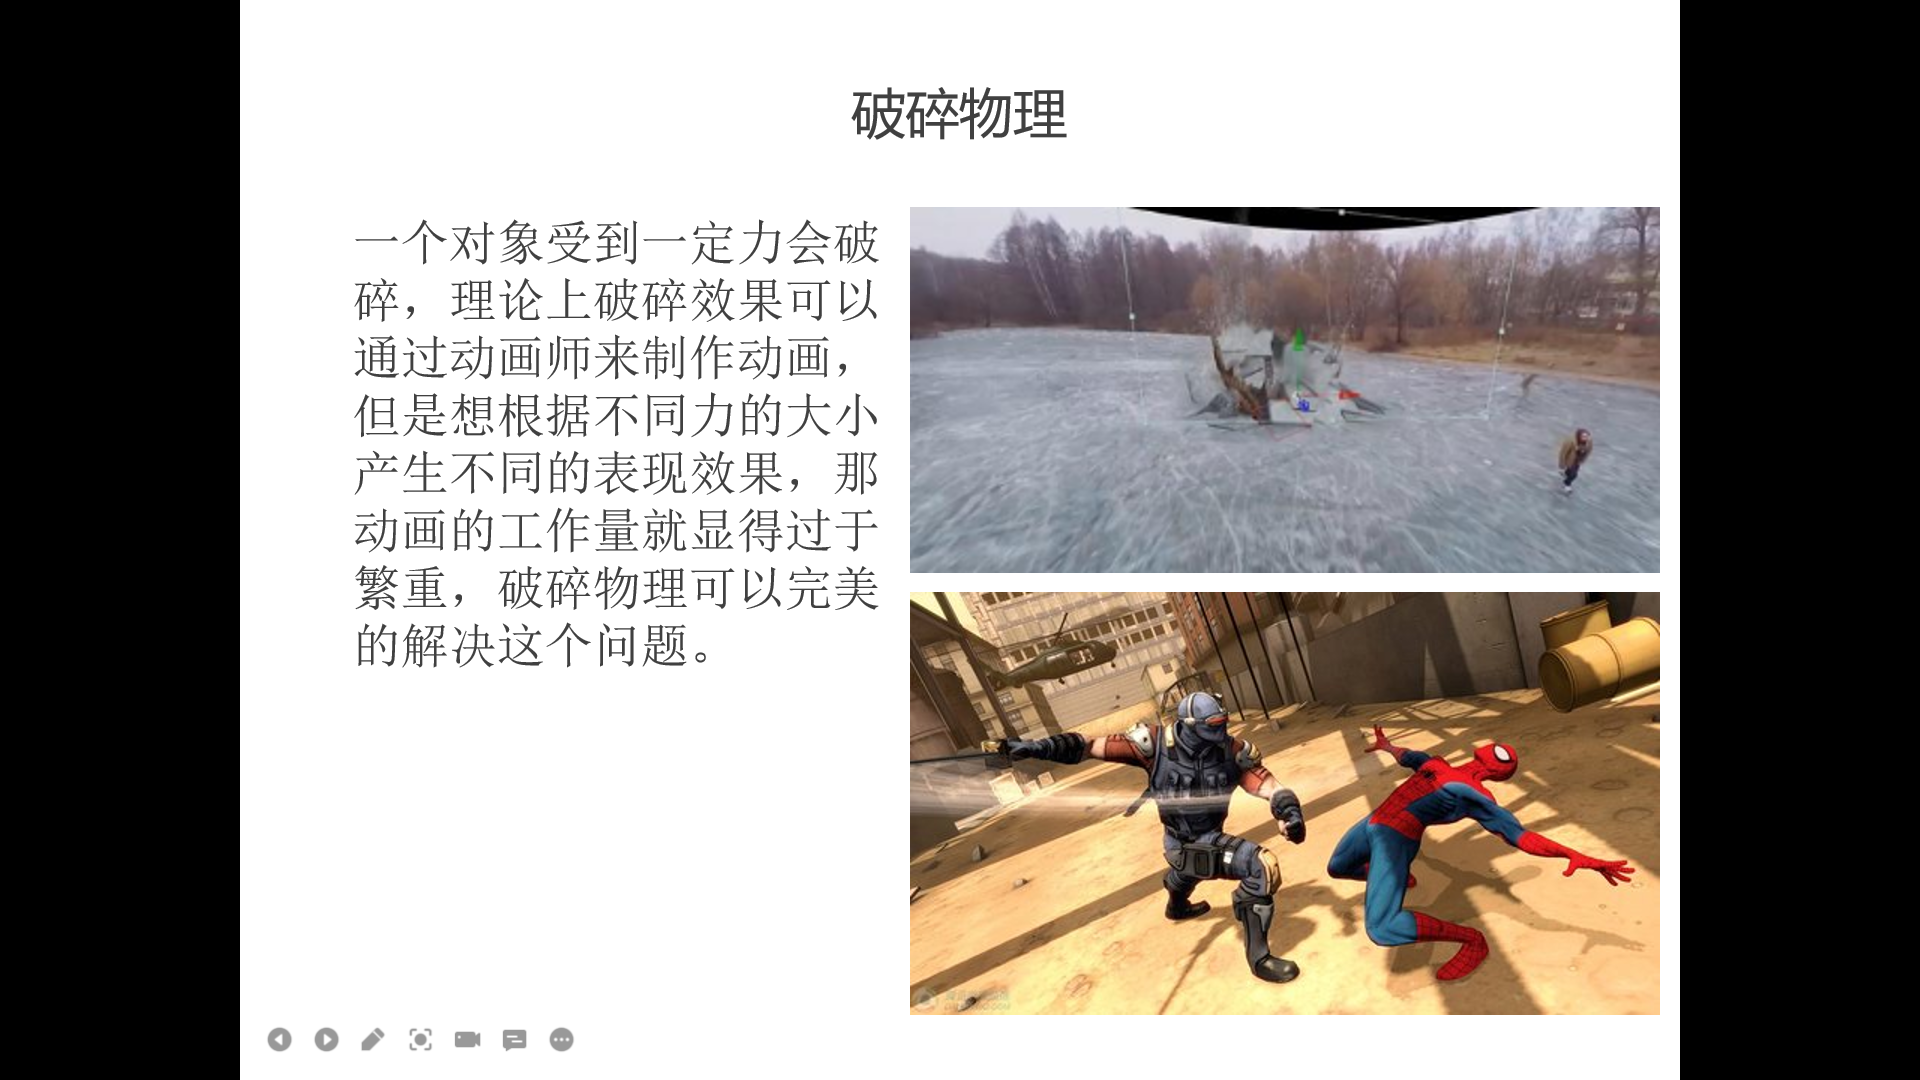 破碎物理
一个对象受到一定力会破
碎，理论上破碎效果可以
通过动画师来制作动画，
但是想根据不同力的大小
产生不同的表现效果，那
动画的工作量就显得过于
繁重，破碎物理可以完美
的解决这个问题。